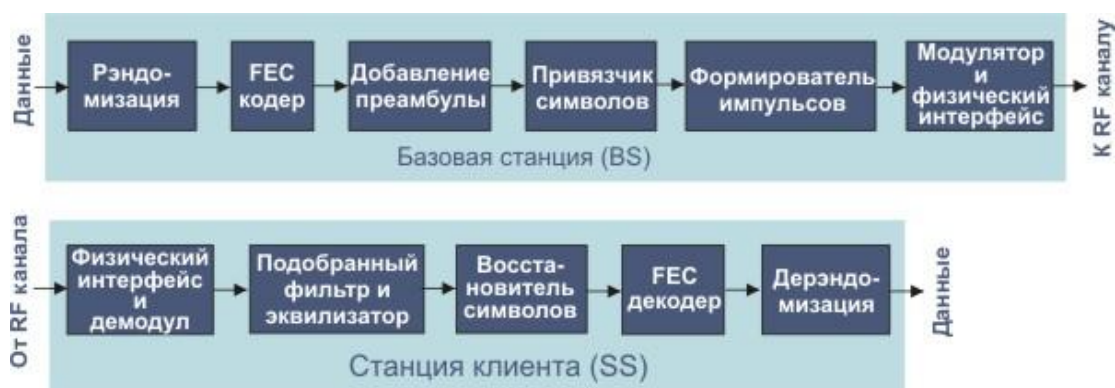 Данные
Рэндо-
мизация
FEC
кодер
Добавление
преамбулы
Привязчик
символов
Формирователь
импульсов
Модулятор
и
физический
интерфейс
К RF каналу
Базовая станция (BS)
От RF канала
Физический
интерфейс
и
демодул
Подобранный
фильтр и
эквилизатор
Восста-
новитель
символов
FEC
декодер
Дерэндо-
мизация
Данные
Станция клиента (SS)